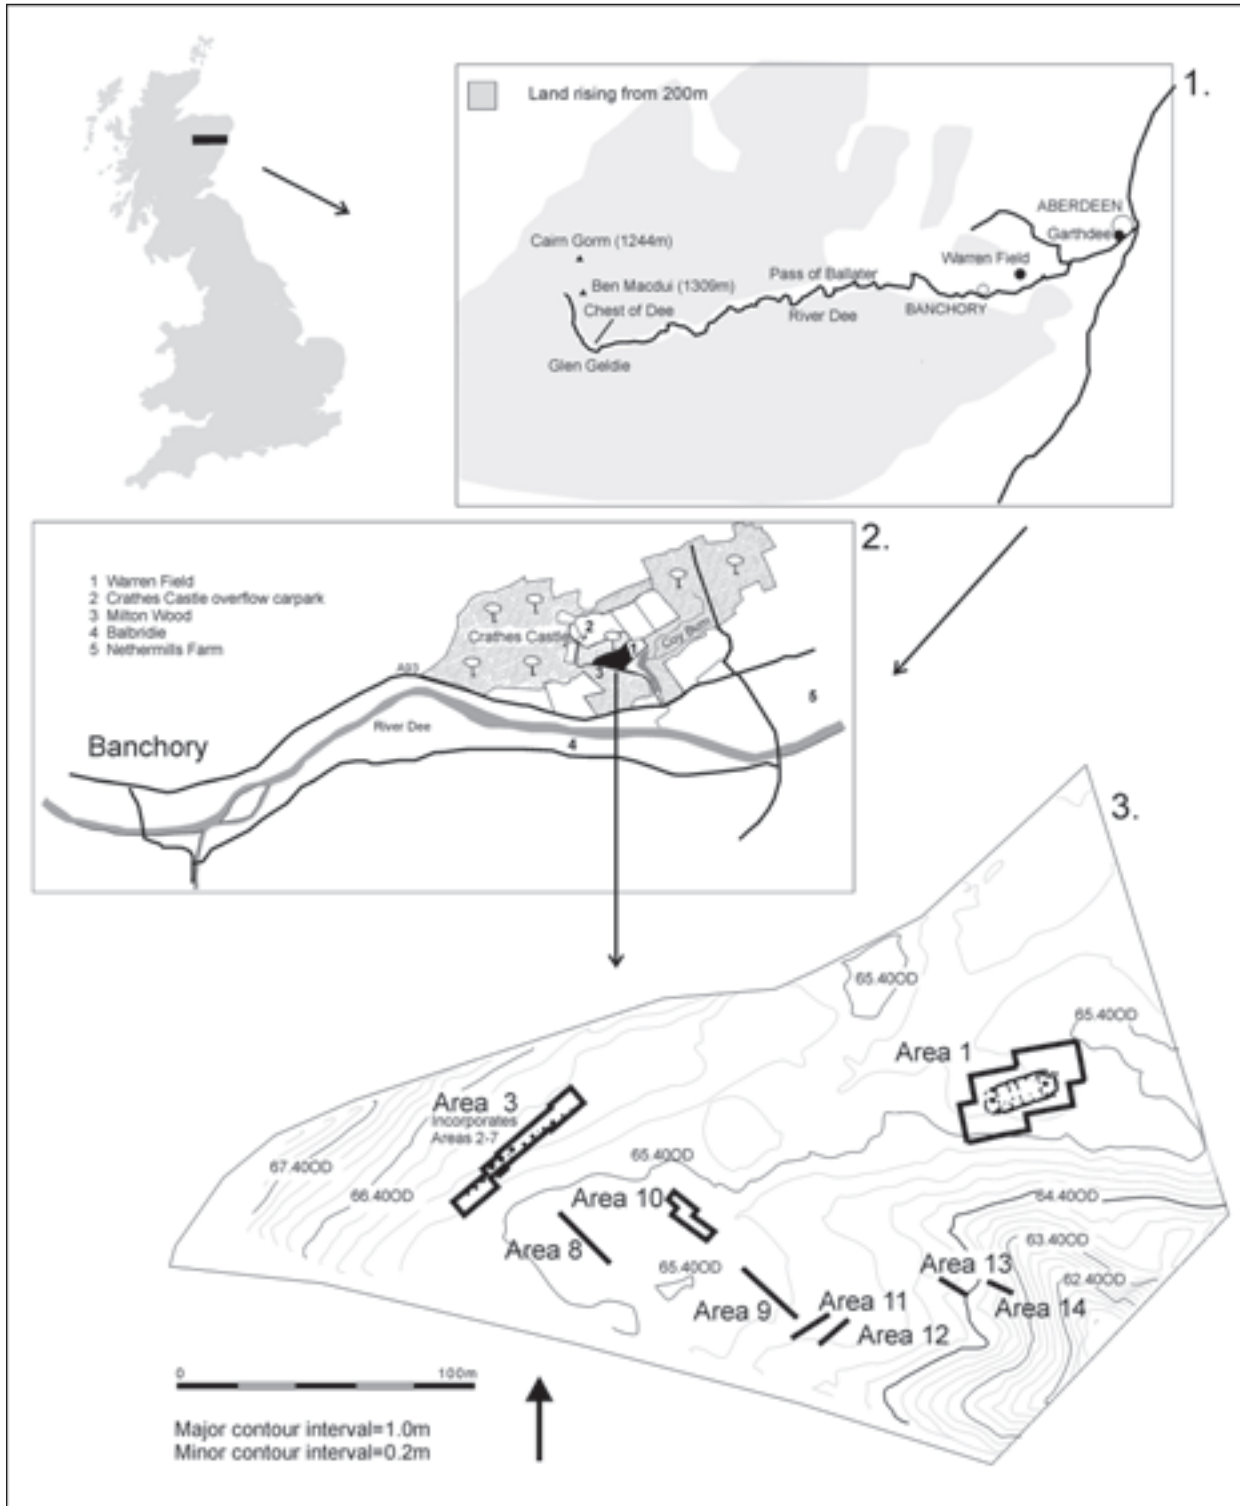 1.
Land rising from 200m
ABERDEEN
Garthdee
Cairn Gorm (1244m)
Warren Field
Pass of Ballater
Ben Macdui (1309m)
Chest of Dee
BANCHORY
River Dee
Glen Geldie
2.
1 Warren Field
2 Crathes Castle overflow carpark
3 Milton Wood
4 Balbridie
5 Nethermills Farm
2
Crathes Castle
1
Coy Burn
3
A93
5
River Dee
4
Banchory
3.
65.40OD
65.40OD
Area 1
Area 3
Incorporates
Areas 2-7
65.40OD
67.40OD
66.40OD
Area 10
64.40OD
Area 8
63.40OD
65.40OD
Area 13
62.40OD
Area 9
Area 11
Area 14
Area 12
0
100m
Major contour interval=1.0m
Minor contour interval=0.2m